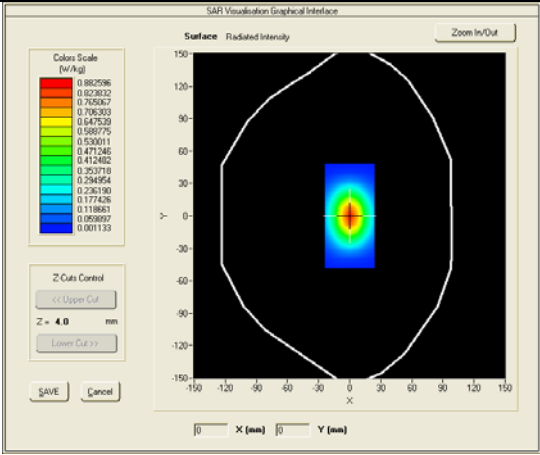 SAR Visualisation Graphical Interface
Surface Radiated Intensity
Zoom In/Out
Colors Scale
(W/kg)
0.882596
0.823832
0.765067
0.706303
0.647539
0.588775
0.530011
0.471246
0.412482
0.353718
0.294954
0.236190
0.177426
0.118661
0.059897
0.001133
Z-Cuts Control
<< Upper Cut
Z = 4.0 mm
Lower Cut >>
SAVE Cancel
150
120
90
60
30
0
-30
-60
-90
-120
-150
Y
-150 -120 -90 -60 -30 0 30 60 90 120 150
X
0 X (mm) 0 Y (mm)